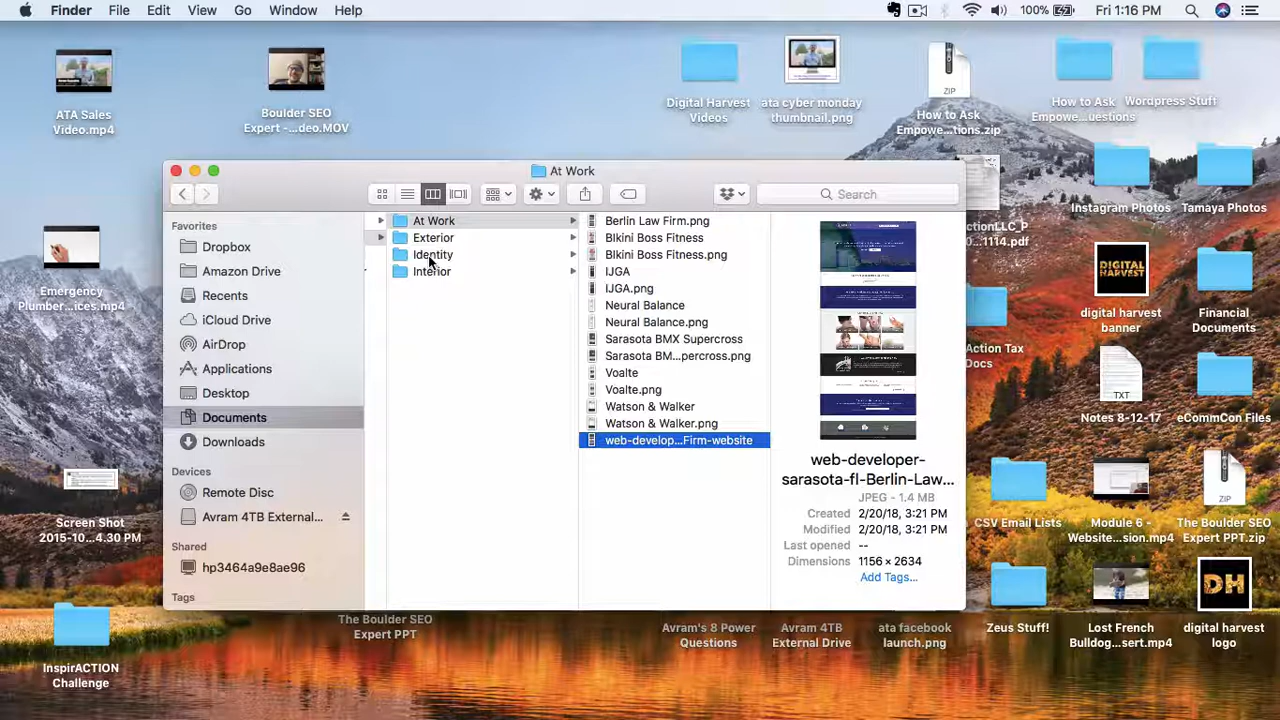 Finder File Edit View Go Window Help
100% Fri 1:16 PM
ATA Sales
Video.mp4
Boulder SEO
Expert -...deo.MOV
Digital Harvest
Videos
ata cyber monday
thumbnail.png
ZIP
How to Ask
Empowe...tions.zip
How to Ask
Empowe...uestions
Wordpress Stuff
At Work
Search
Favorites
Dropbox
Amazon Drive
Recents
iCloud Drive
AirDrop
Applications
Desktop
Documents
Downloads
Devices
Remote Disc
Avram 4TB External...
Shared
hp3464a9e8ae96
Tags
At Work
Exterior
Identity
Interior
Berlin Law Firm.png
BIkini Boss Fitness
BIkini Boss Fitness.png
IJGA
IJGA.png
Neural Balance
Neural Balance.png
Sarasota BMX Supercross
Sarasota BM...percross.png
Voalte
Voalte.png
Watson & Walker
Watson & Walker.png
web-develop...Firm-website
web-developer-
sarasota-fl-Berlin-Law...
JPEG - 1.4 MB
Created 2/20/18, 3:21 PM
Modified 2/20/18, 3:21 PM
Last opened --
Dimensions 1156 × 2634
Add Tags...
Instagram Photos
Tamaya Photos
ctionLLC_P
...1114.pdf
Emergency
Plumber...ices.mp4
DIGITAL
HARVEST
digital harvest
banner
Financial
Documents
Action Tax
Docs
TXT
Notes 8-12-17
eCommCon Files
Screen Shot
2015-10...4.30 PM
CSV Email Lists
Module 6 -
Website...sion.mp4
ZIP
The Boulder SEO
Expert PPT.zip
InspirACTION
Challenge
The Boulder SEO
Expert PPT
Avram's 8 Power
Questions
Avram 4TB
External Drive
ata facebook
launch.png
Zeus Stuff!
Lost French
Bulldog...sert.mp4
DH
digital harvest
logo